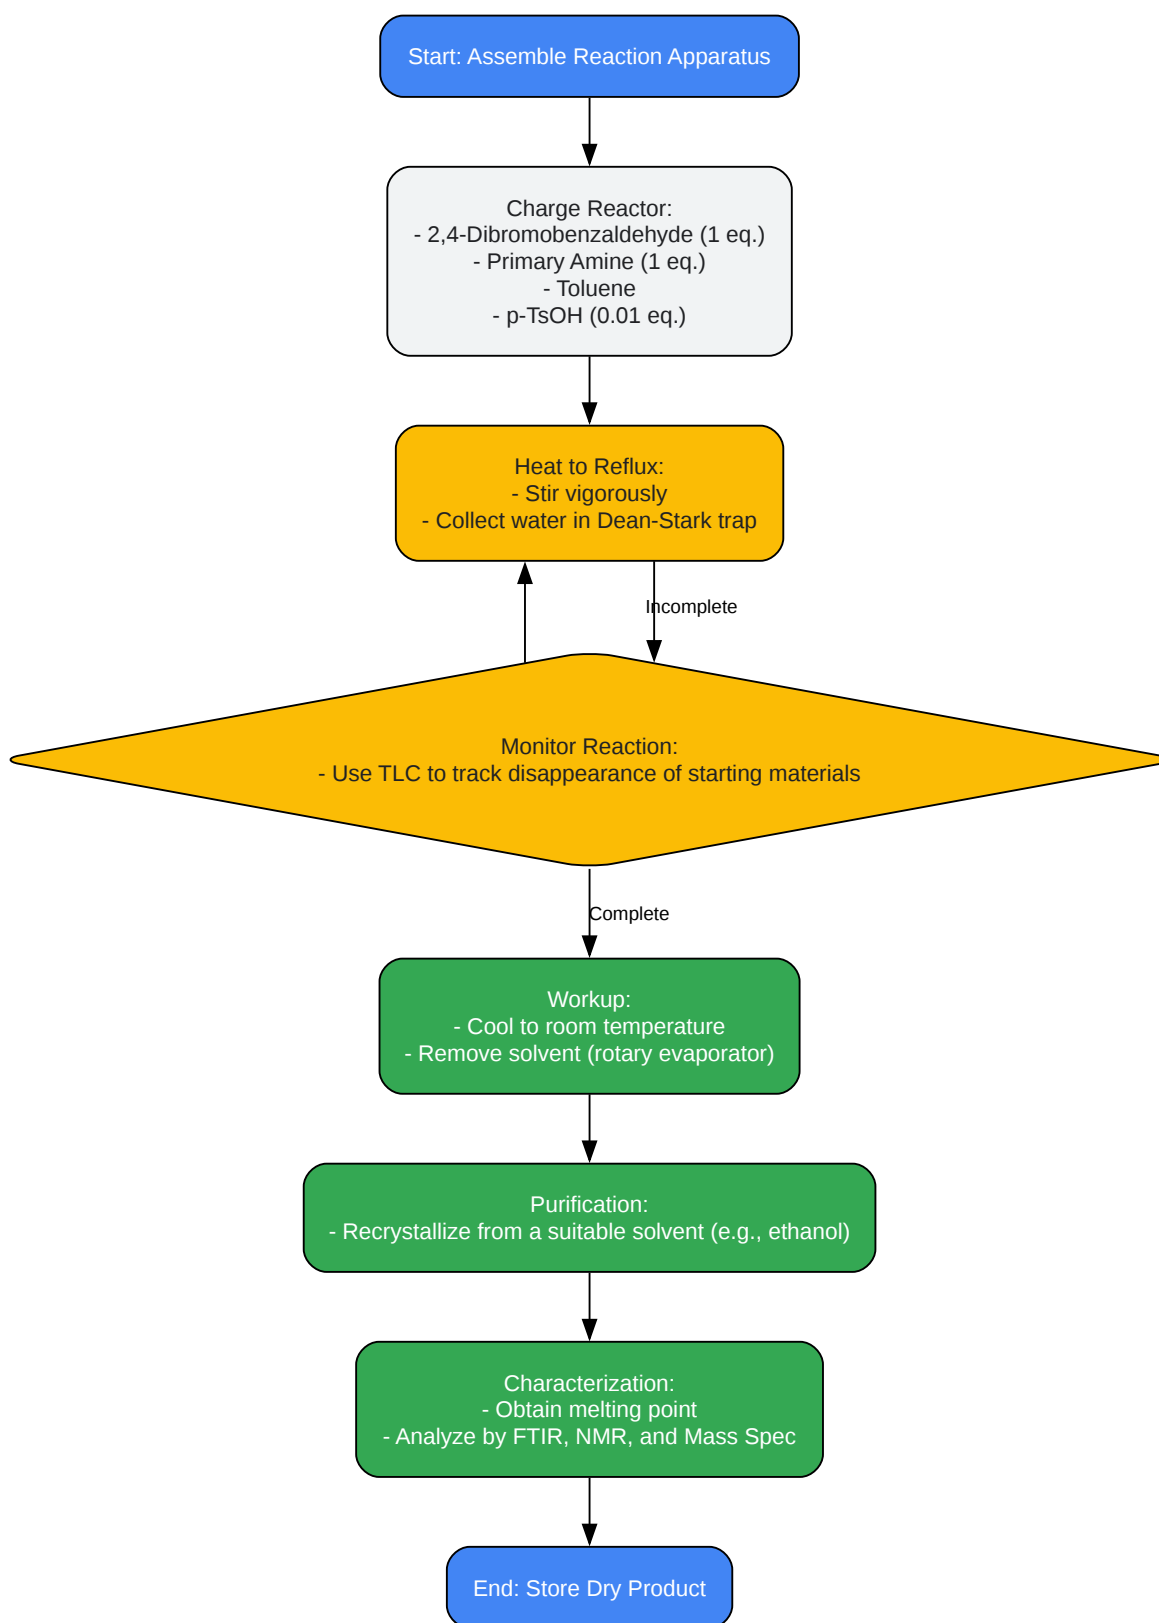 Start: Assemble Reaction Apparatus
Charge Reactor:
- 2,4-Dibromobenzaldehyde (1 eq.)
- Primary Amine (1 eq.)
- Toluene
- p-TsOH (0.01 eq.)
Heat to Reflux:
- Stir vigorously
- Collect water in Dean-Stark trap
Incomplete
Monitor Reaction:
- Use TLC to track disappearance of starting materials
Complete
Workup:
- Cool to room temperature
- Remove solvent (rotary evaporator)
Purification:
- Recrystallize from a suitable solvent (e.g., ethanol)
Characterization:
- Obtain melting point
- Analyze by FTIR, NMR, and Mass Spec
End: Store Dry Product